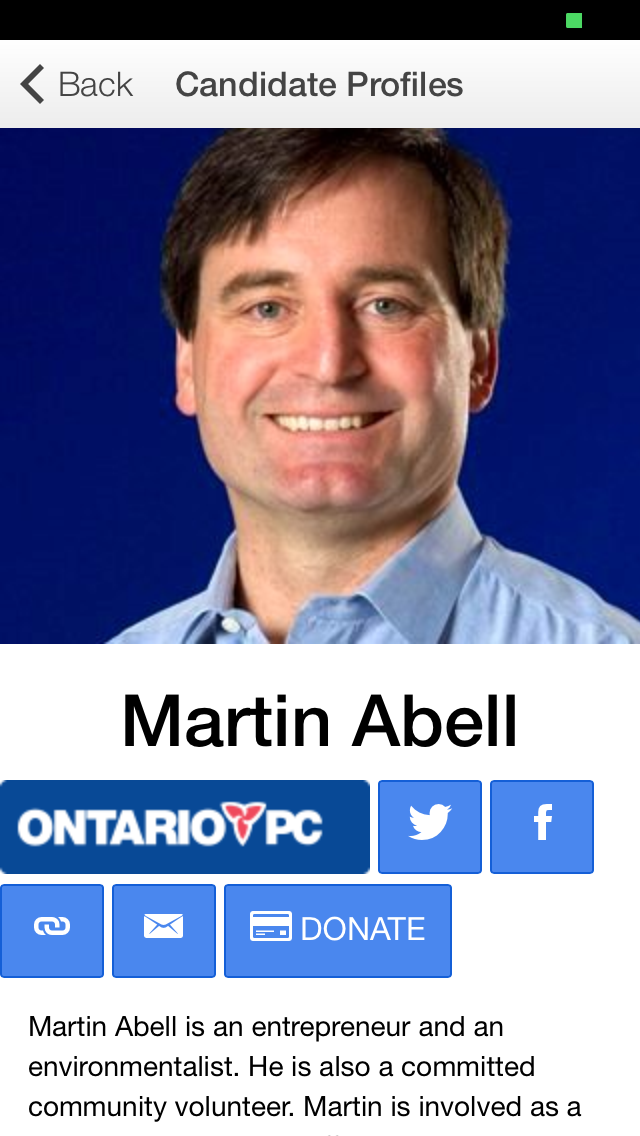 Back Candidate Profiles
Martin Abell
ONTARIO PC
DONATE
Martin Abell is an entrepreneur and an
environmentalist. He is also a committed
community volunteer. Martin is involved as a